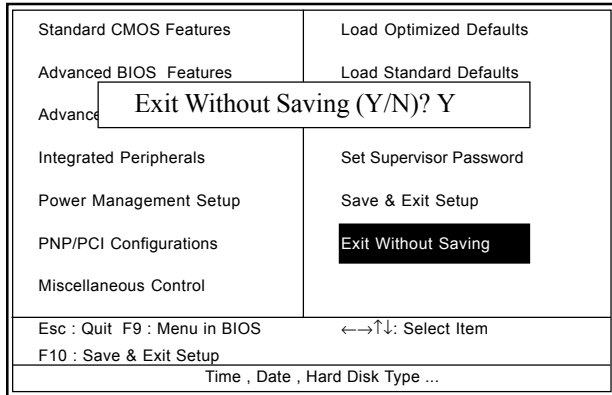 Standard CMOS Features
Load Optimized Defaults
Advanced BIOS Features
Load Standard Defaults
Advance
Exit Without Saving (Y/N)? Y
Integrated Peripherals
Set Supervisor Password
Power Management Setup
Save & Exit Setup
PNP/PCI Configurations
Exit Without Saving
Miscellaneous Control
Esc : Quit F9 : Menu in BIOS
←→↑↓: Select Item
F10 : Save & Exit Setup
Time , Date , Hard Disk Type ...